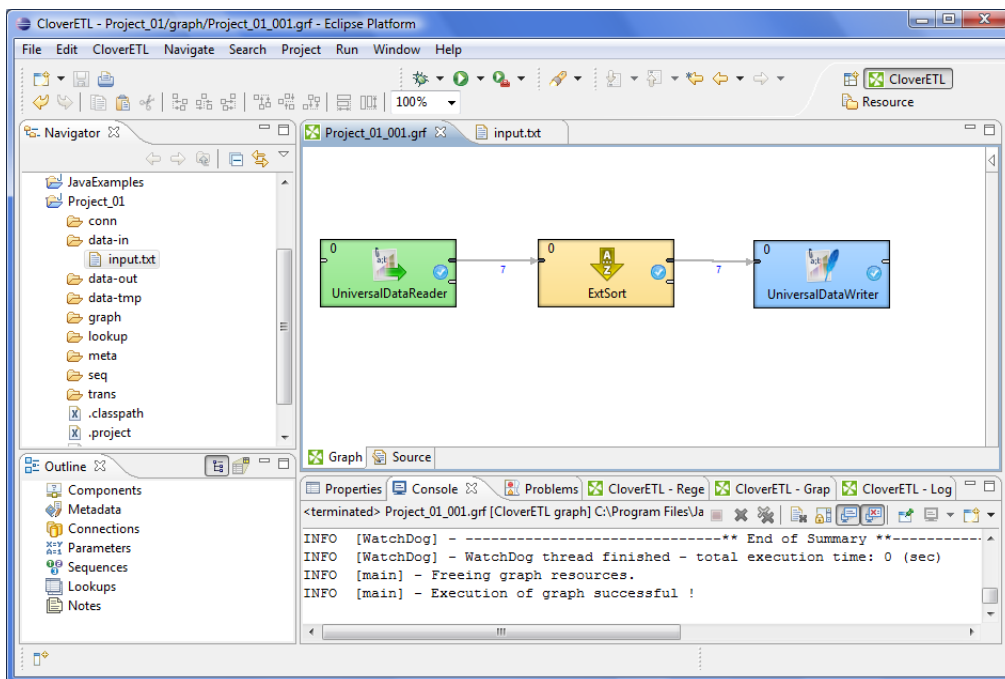 CloverETL - Project_01/graph/Project_01_001.grf - Eclipse Platform
File Edit CloverETL Navigate Search Project Run Window Help
CloverETL
100%
Resource
Navigator
Project_01_001.grf
input.txt
JavaExamples
Project_01
conn
data-in
input.txt
data-out
data-tmp
graph
lookup
meta
seq
trans
.classpath
.project
0
UniversalDataReader
7
0
A
Z
ExtSort
7
0
UniversalDataWriter
Graph
Source
Outline
Components
Metadata
Connections
Parameters
Sequences
Lookups
Notes
Properties Console Problems CloverETL - Rege CloverETL - Grap CloverETL - Log
<terminated> Project_01_001.grf [CloverETL graph] C:\Program Files\Ja
INFO [WatchDog] - ---------------------------------** End of Summary **-----------
INFO [WatchDog] - WatchDog thread finished - total execution time: 0 (sec)
INFO [main] - Freeing graph resources.
INFO [main] - Execution of graph successful !